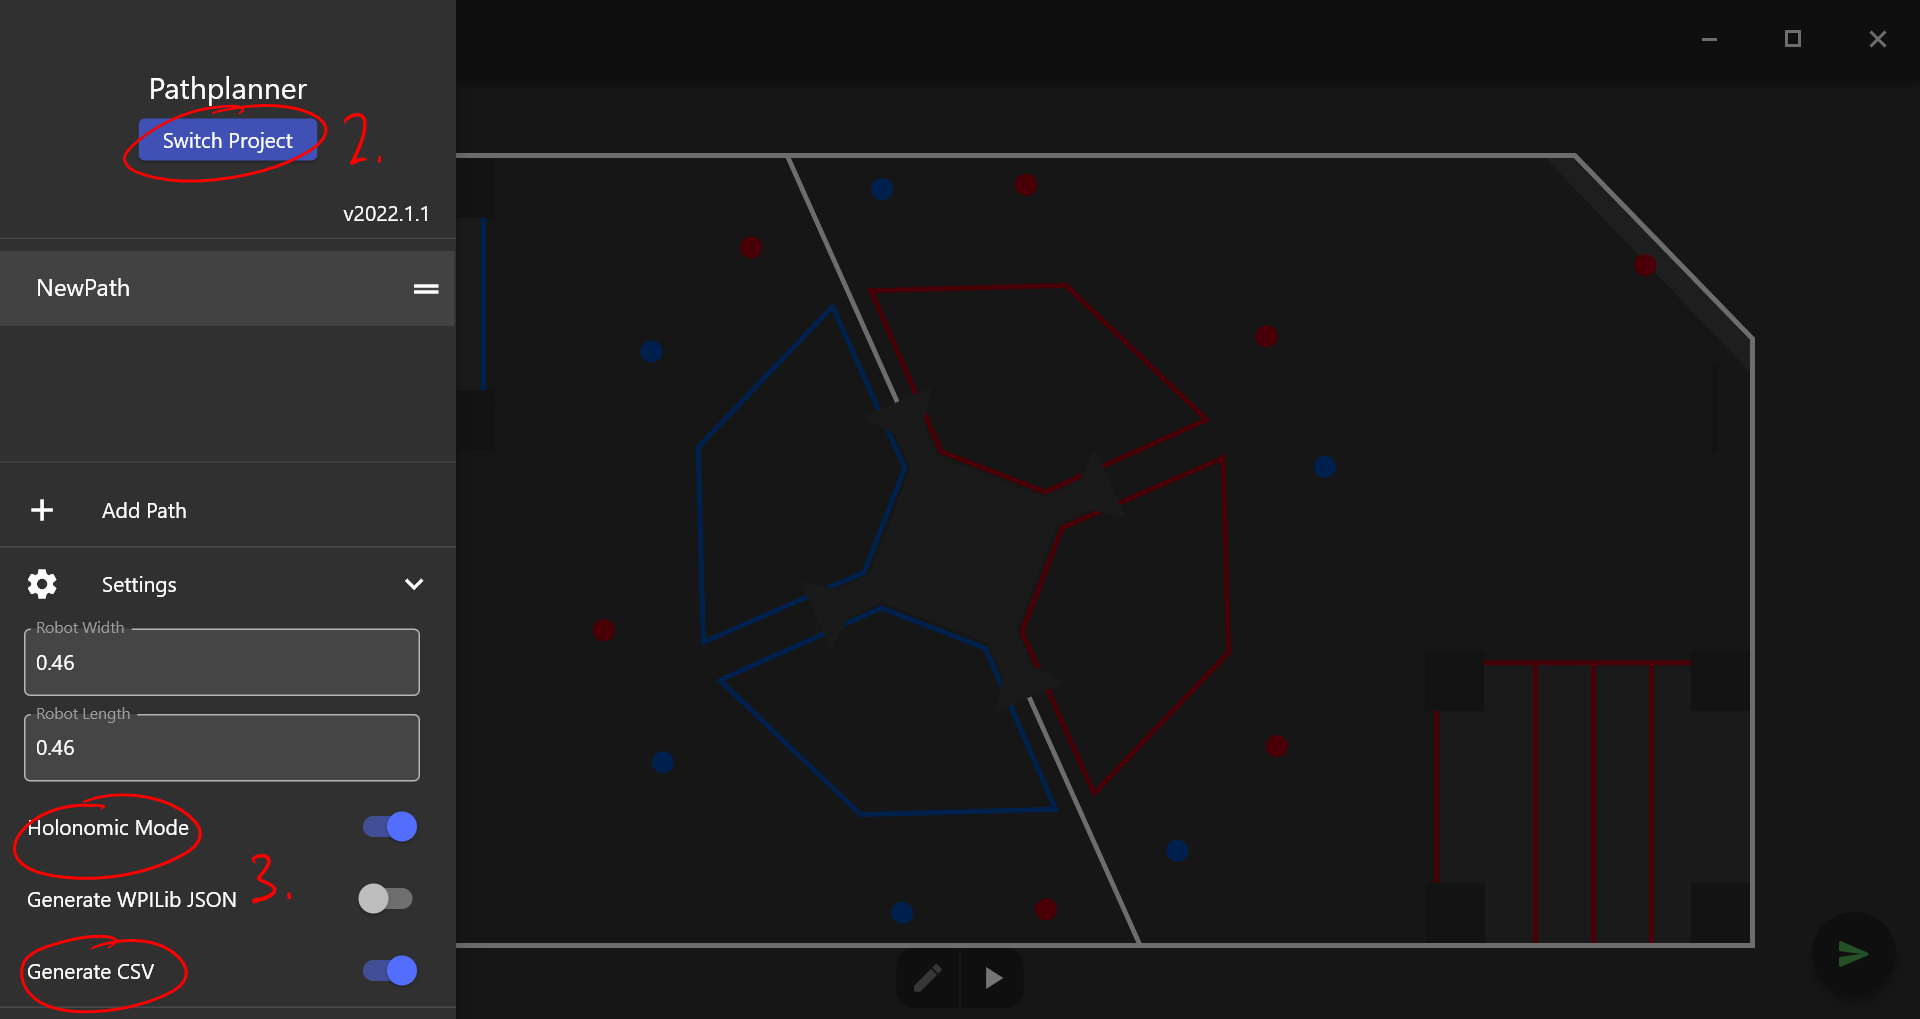 Pathplanner
Switch Project 2.
v2022.1.1
NewPath
Add Path
Settings
Robot Width
0.46
Robot Length
0.46
Holonomic Mode
Generate WPILib JSON 3.
Generate CSV